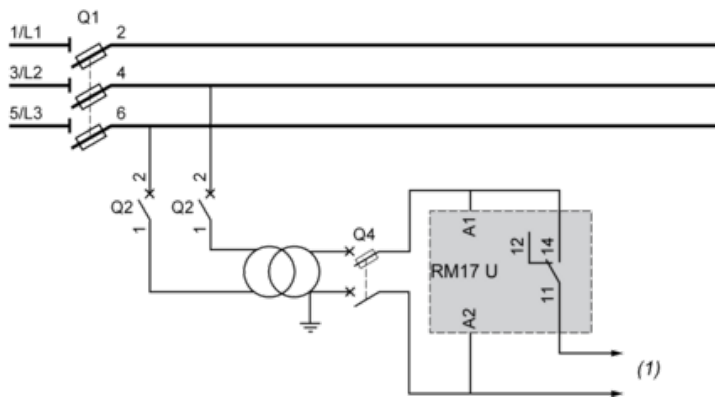 Q1
1/L1 2
3/L2 4
5/L3 6
2 2
Q2 Q2
1 1
Q4
A1
12 14
RM17 U
11
A2
(1)